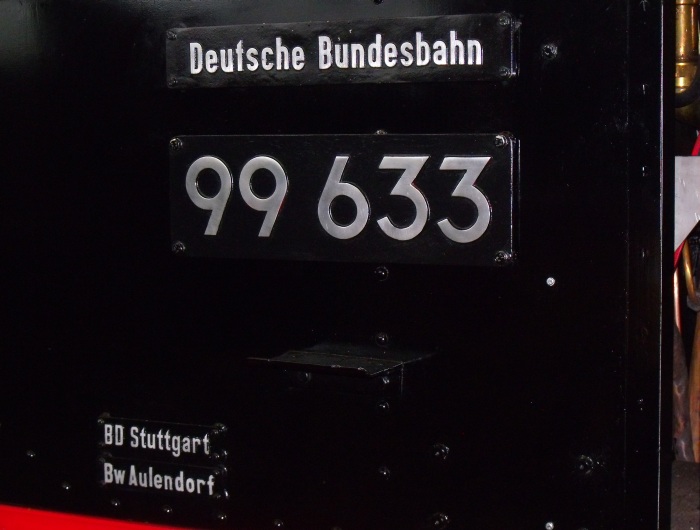 Deutsche Bundesbahn
99 633
BD Stuttgart
Bw Aulendorf